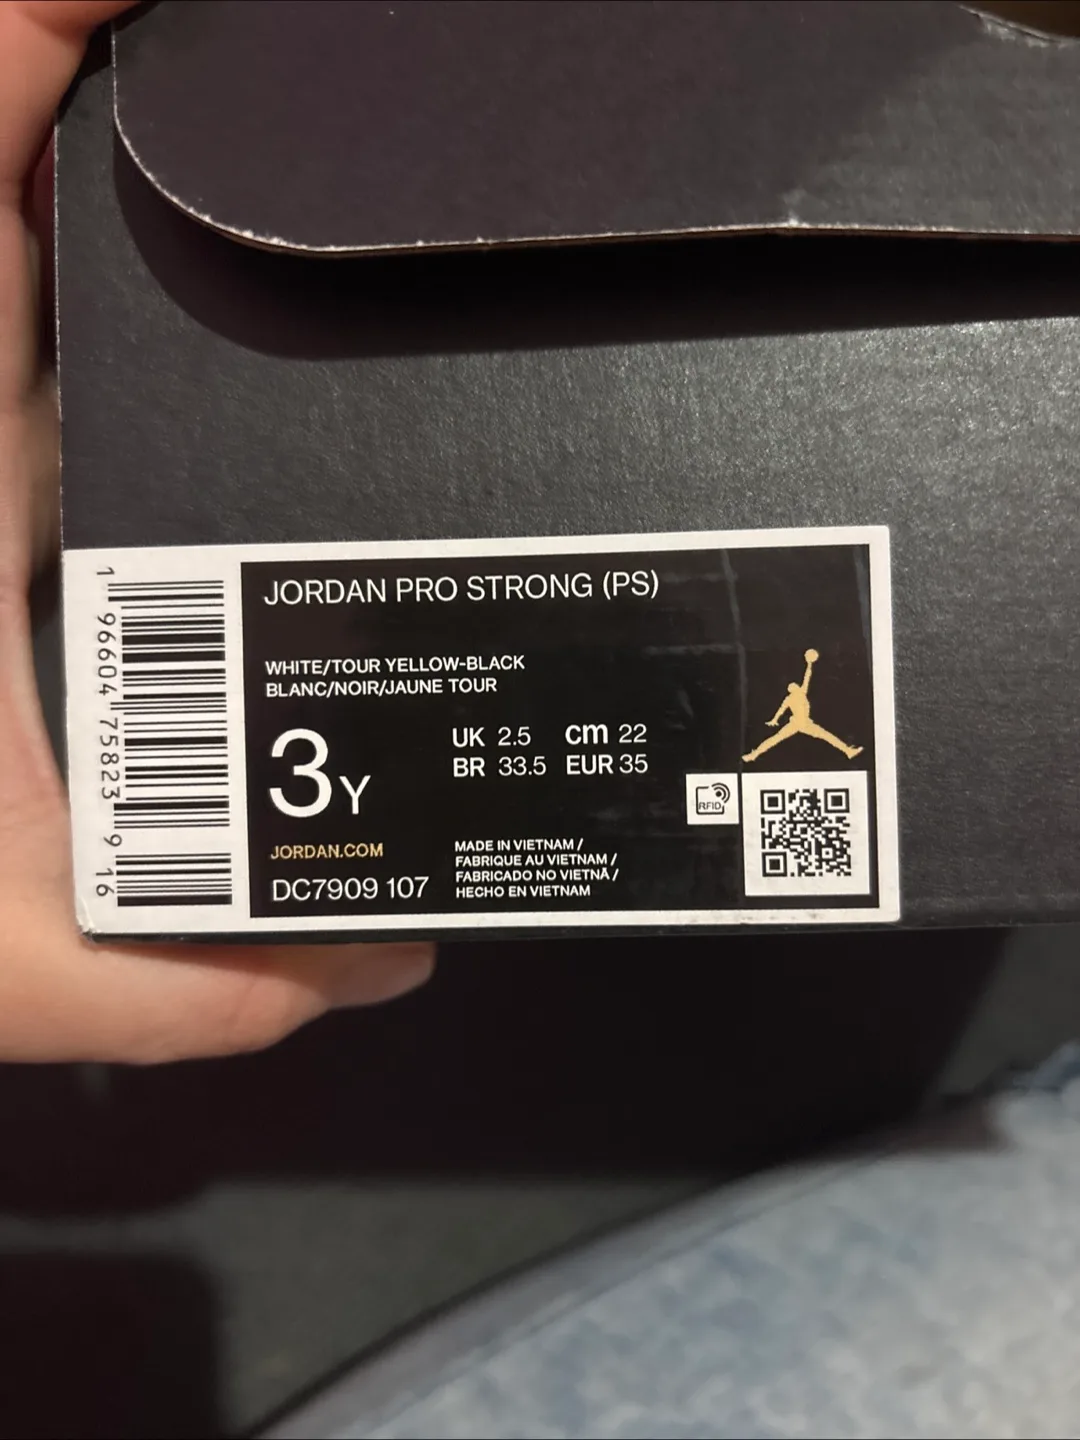 JORDAN PRO STRONG (PS)
WHITE/TOUR YELLOW-BLACK
BLANC/NOIR/JAUNE TOUR
3Y
UK 2.5 cm 22
BR 33.5 EUR 35
JORDAN.COM
DC7909 107
MADE IN VIETNAM /
FABRIQUE AU VIETNAM /
FABRICADO NO VIETNÃ /
HECHO EN VIETNAM
RFID
1 96604 75823 9 16